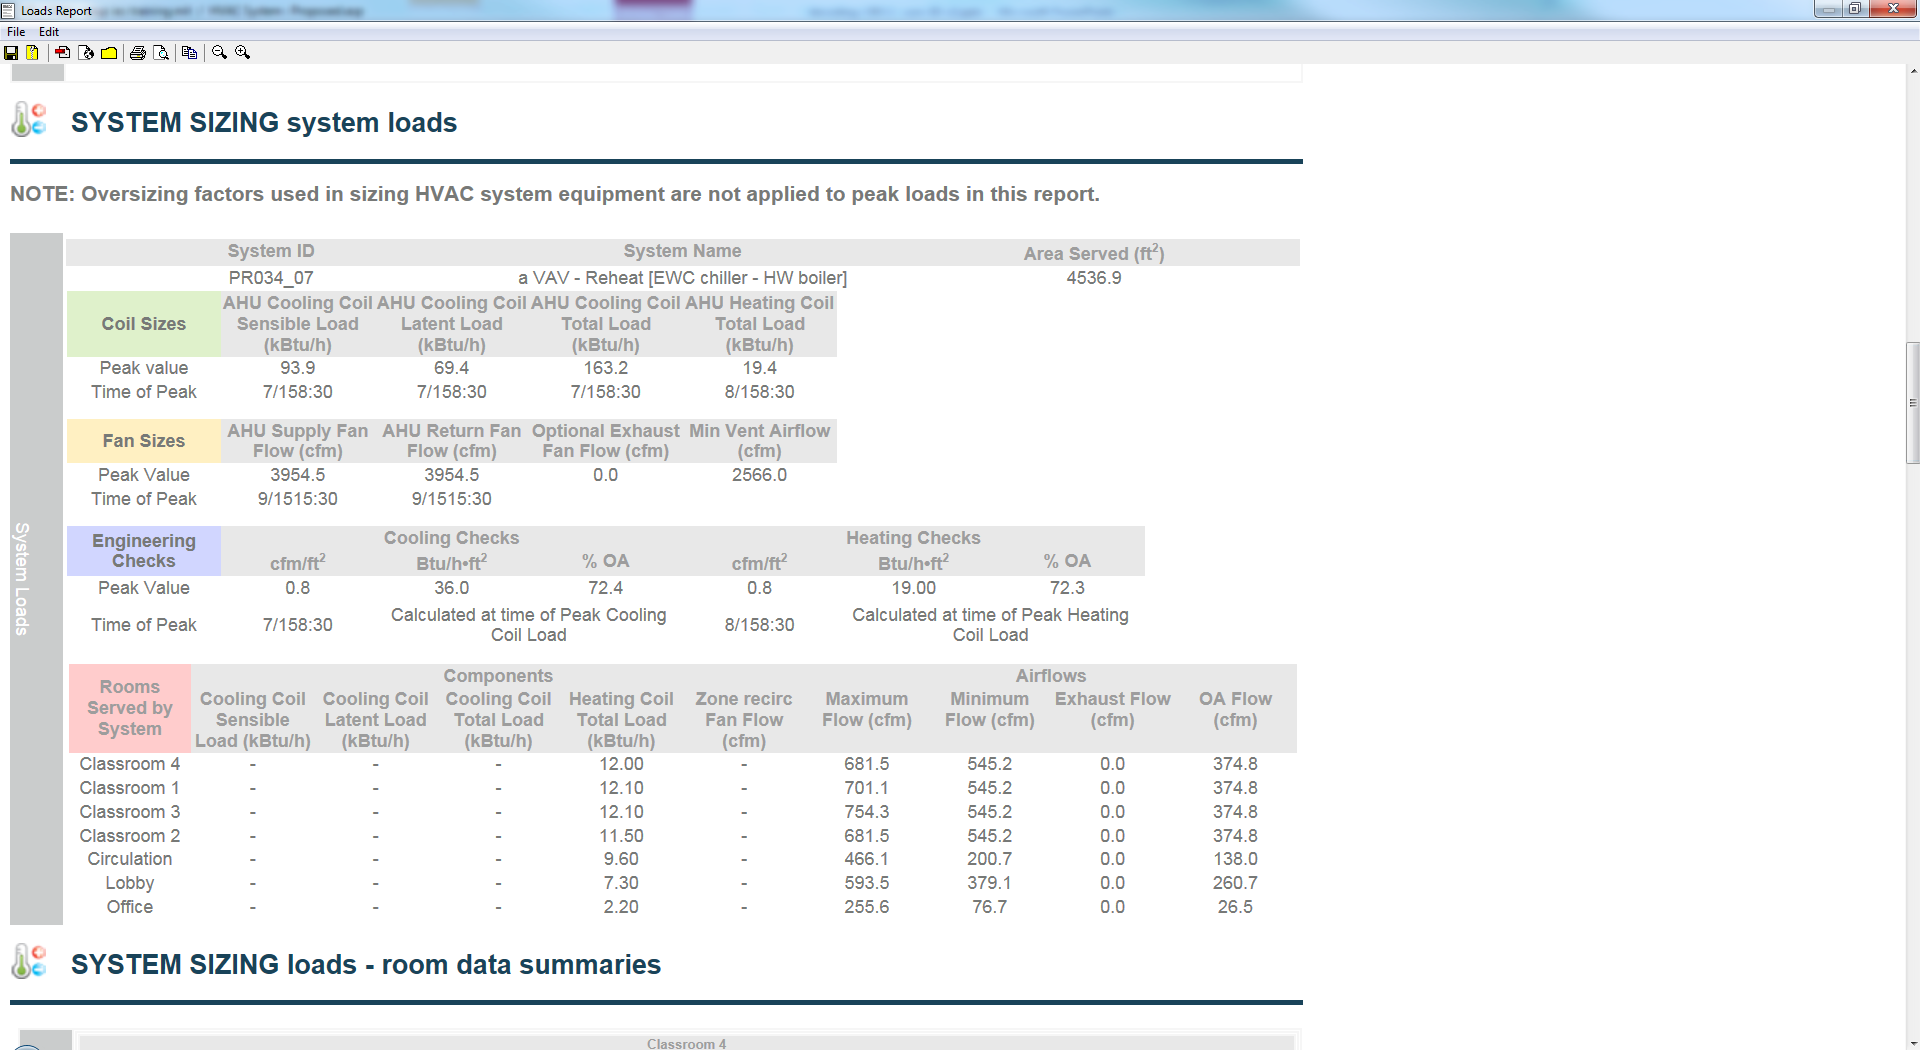 Loads Report
File Edit
SYSTEM SIZING system loads
NOTE: Oversizing factors used in sizing HVAC system equipment are not applied to peak loads in this report.
System Loads
System ID System Name Area Served (ft2)
PR034_07 a VAV - Reheat [EWC chiller - HW boiler] 4536.9
Coil Sizes
AHU Cooling Coil AHU Cooling Coil AHU Cooling Coil AHU Heating Coil
Sensible Load Latent Load Total Load Total Load
(kBtu/h) (kBtu/h) (kBtu/h) (kBtu/h)
Peak value 93.9 69.4 163.2 19.4
Time of Peak 7/158:30 7/158:30 7/158:30 8/158:30
Fan Sizes
AHU Supply Fan AHU Return Fan Optional Exhaust Min Vent Airflow
Flow (cfm) Flow (cfm) Fan Flow (cfm) (cfm)
Peak Value 3954.5 3954.5 0.0 2566.0
Time of Peak 9/1515:30 9/1515:30
Engineering
Checks
Cooling Checks Heating Checks
cfm/ft2 Btu/h•ft2 % OA cfm/ft2 Btu/h•ft2 % OA
Peak Value 0.8 36.0 72.4 0.8 19.00 72.3
Time of Peak 7/158:30 Calculated at time of Peak Cooling 8/158:30 Calculated at time of Peak Heating
Coil Load Coil Load
Rooms
Served by
System
Components Airflows
Cooling Coil Cooling Coil Cooling Coil Heating Coil Zone recirc Maximum Minimum Exhaust Flow OA Flow
Sensible Latent Load Total Load Total Load Fan Flow Flow (cfm) Flow (cfm) (cfm) (cfm)
Load (kBtu/h) (kBtu/h) (kBtu/h) (kBtu/h) (cfm)
Classroom 4 - - - 12.00 - 681.5 545.2 0.0 374.8
Classroom 1 - - - 12.10 - 701.1 545.2 0.0 374.8
Classroom 3 - - - 12.10 - 754.3 545.2 0.0 374.8
Classroom 2 - - - 11.50 - 681.5 545.2 0.0 374.8
Circulation - - - 9.60 - 466.1 200.7 0.0 138.0
Lobby - - - 7.30 - 593.5 379.1 0.0 260.7
Office - - - 2.20 - 255.6 76.7 0.0 26.5
SYSTEM SIZING loads - room data summaries
Classroom 4